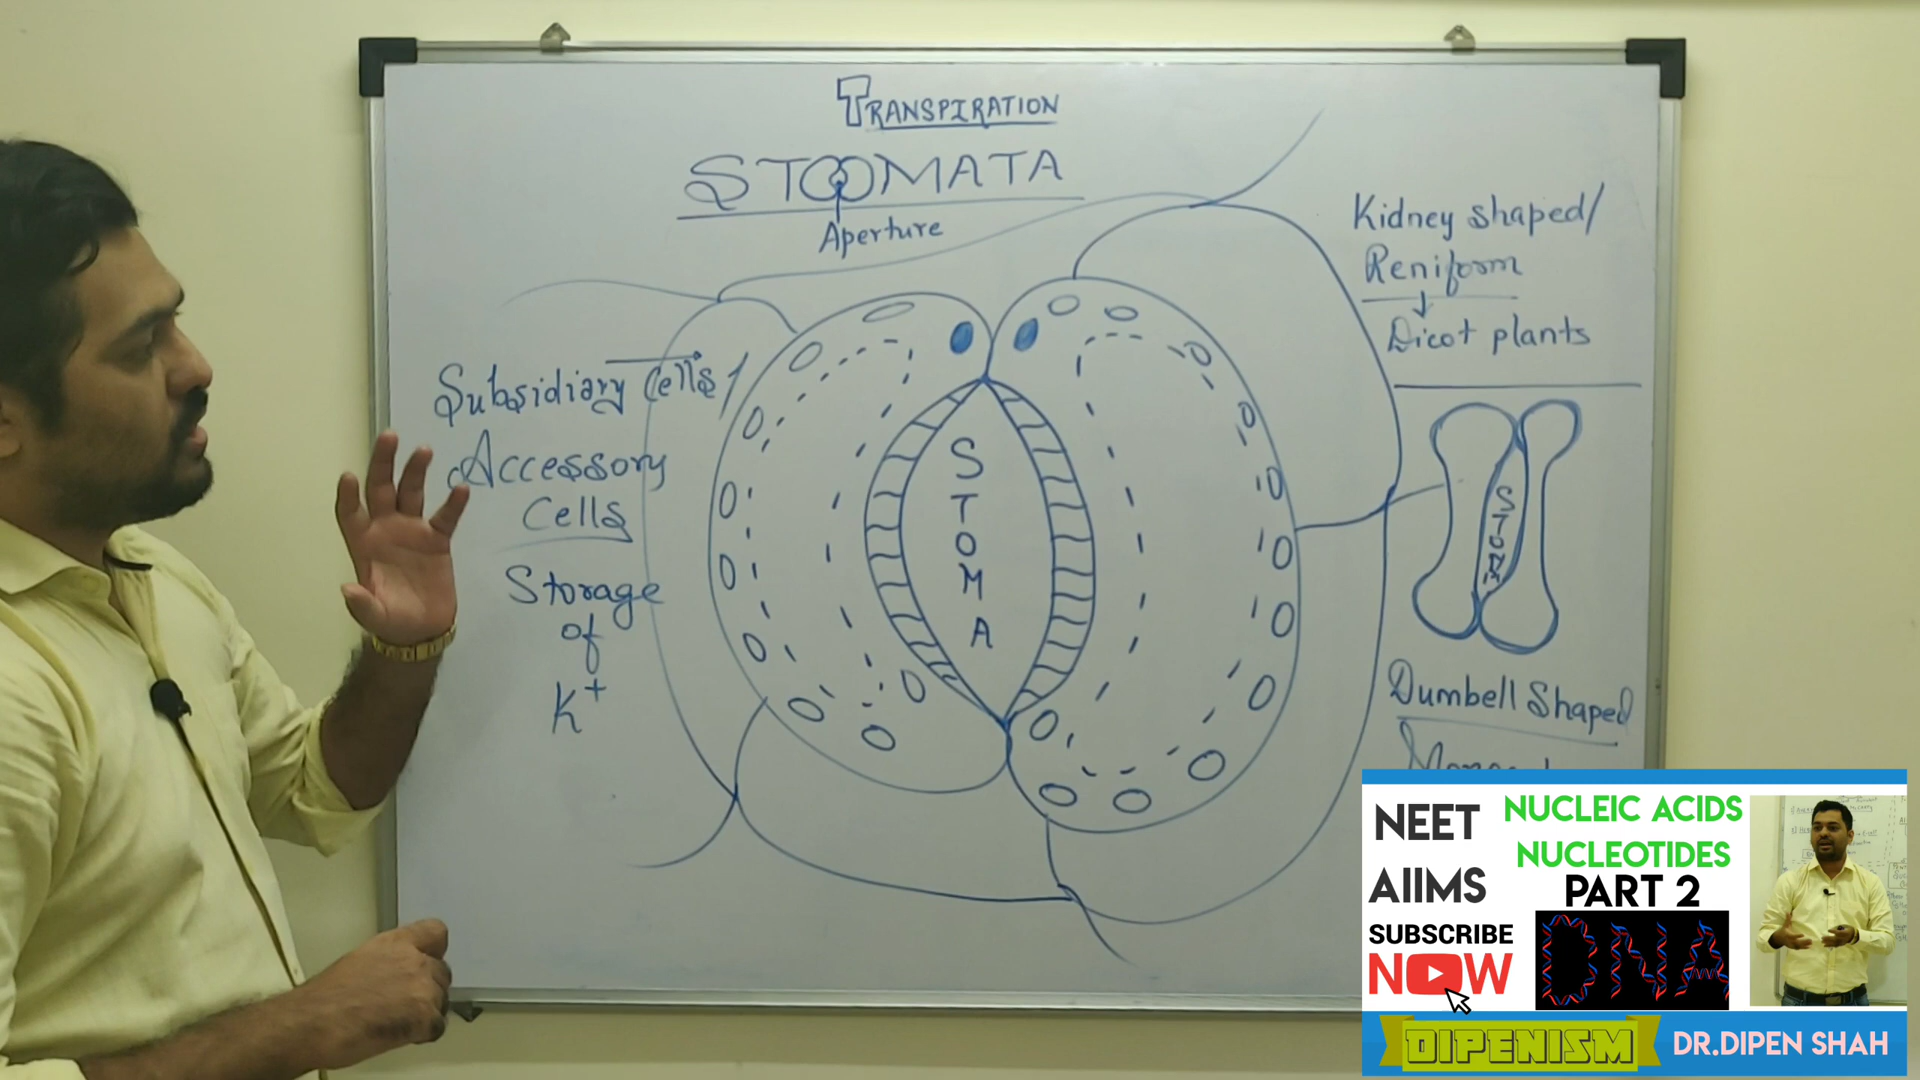 TRANSPIRATION
STOOMATA
Aperture
Kidney shaped/
Reniform
Dicot plants
Subsidiary Cells/
Accessory
Cells
Storage
of
K+
STOMA
STOMA
Dumbell Shaped
NEET
AIIMS
SUBSCRIBE
NOW
NUCLEIC ACIDS
NUCLEOTIDES
PART 2
DNA
DIPENISM
DR.DIPEN SHAH